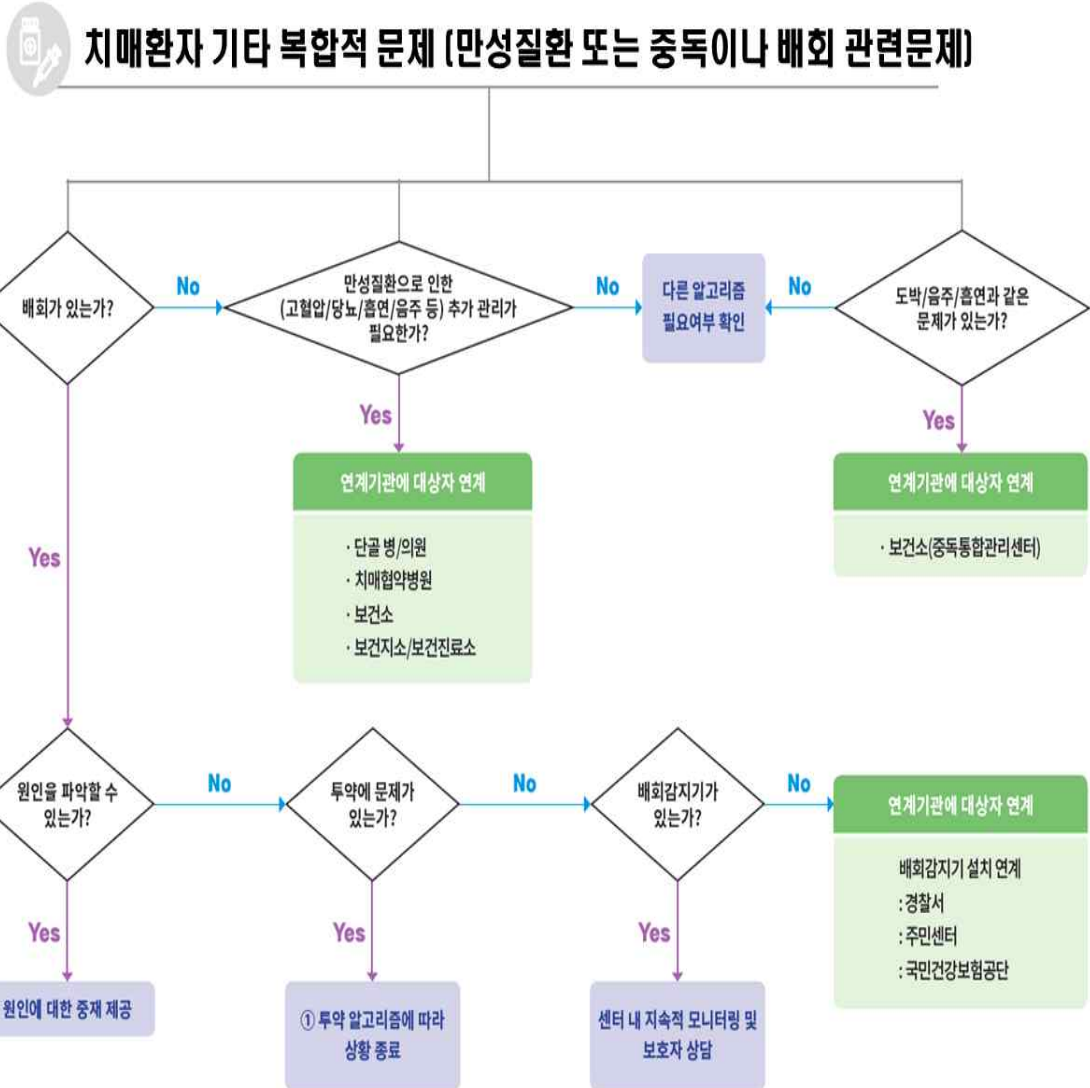 치매환자 기타 복합적 문제 (만성질환 또는 중독이나 배회 관련문제)
배회가 있는가?
No
만성질환으로 인한
(고혈압/당뇨/흡연/음주 등) 추가 관리가
필요한가?
No
다른 알고리즘
필요여부 확인
No
도박/음주/흡연과 같은
문제가 있는가?
Yes
Yes
연계기관에 대상자 연계
· 단골 병/의원
· 치매협약병원
· 보건소
· 보건지소/보건진료소
연계기관에 대상자 연계
· 보건소(중독통합관리센터)
Yes
원인을 파악할 수
있는가?
No
투약에 문제가
있는가?
No
배회감지기가
있는가?
No
연계기관에 대상자 연계
배회감지기 설치 연계
: 경찰서
: 주민센터
: 국민건강보험공단
Yes
Yes
Yes
원인에 대한 중재 제공
① 투약 알고리즘에 따라
상황 종료
센터 내 지속적 모니터링 및
보호자 상담